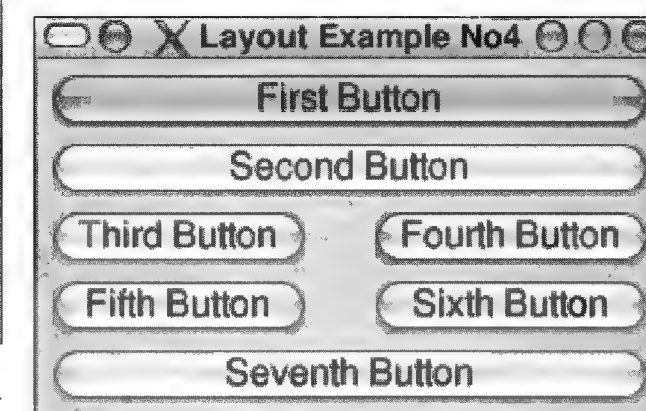 X Layout Example No4
First Button
Second Button
Third Button Fourth Button
Fifth Button Sixth Button
Seventh Button